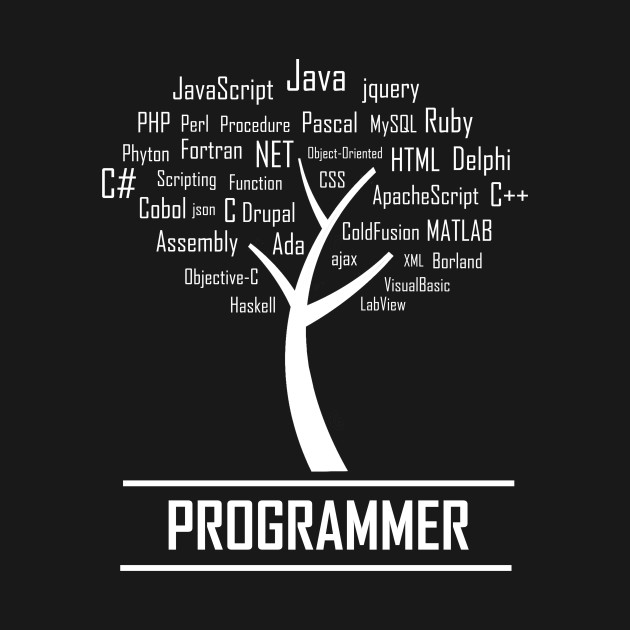 JavaScript Java jquery
PHP Perl Procedure Pascal MySQL Ruby
Phyton Fortran NET Object-Oriented HTML Delphi
C# Scripting Function CSS ApacheScript C++
Cobol json C Drupal ColdFusion MATLAB
Assembly Ada ajax XML Borland
Objective-C VisualBasic
Haskell LabView
PROGRAMMER